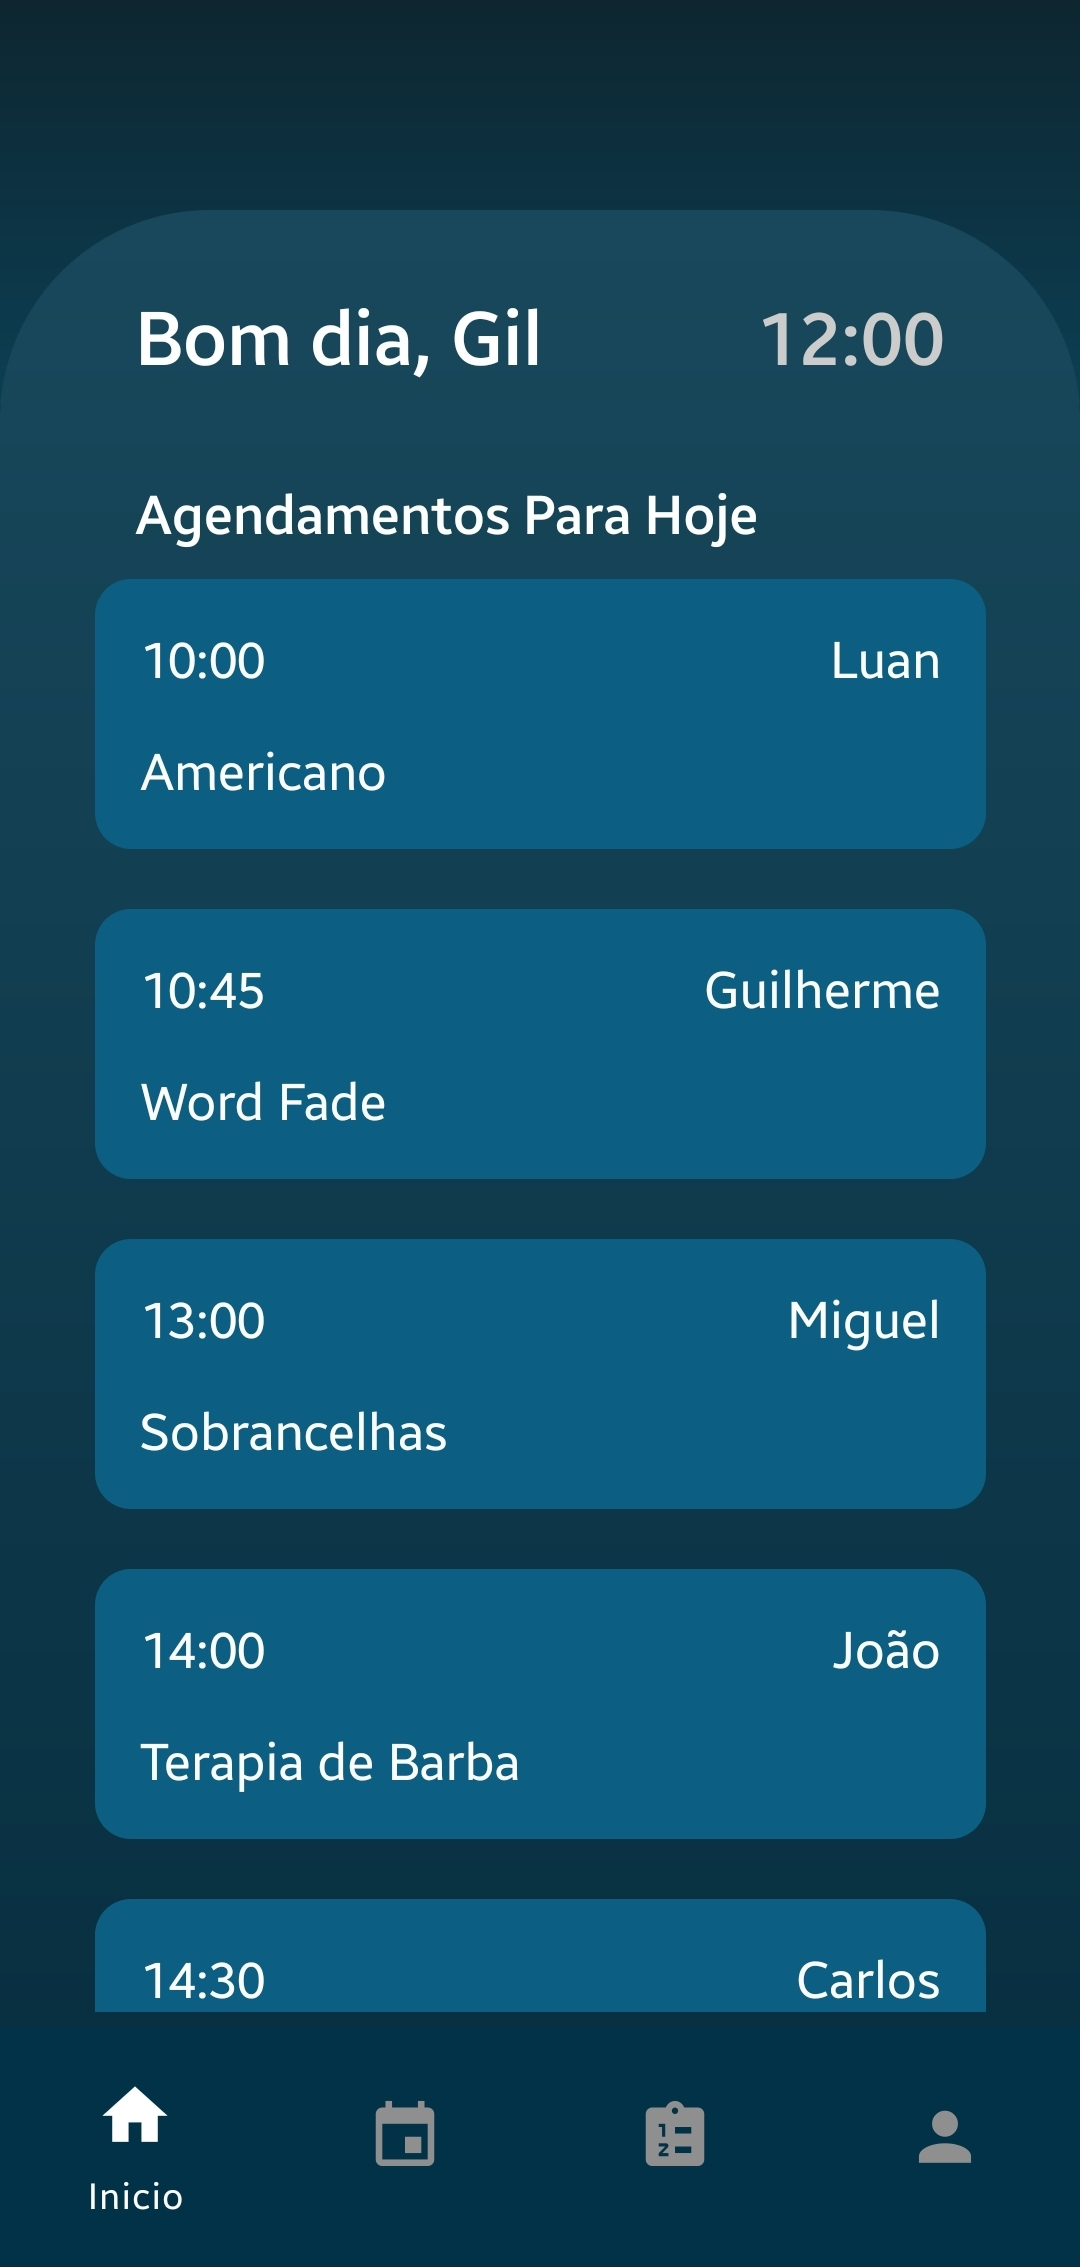 Bom dia, Gil 12:00
Agendamentos Para Hoje
10:00 Luan
Americano
10:45 Guilherme
Word Fade
13:00 Miguel
Sobrancelhas
14:00 João
Terapia de Barba
14:30 Carlos
Inicio